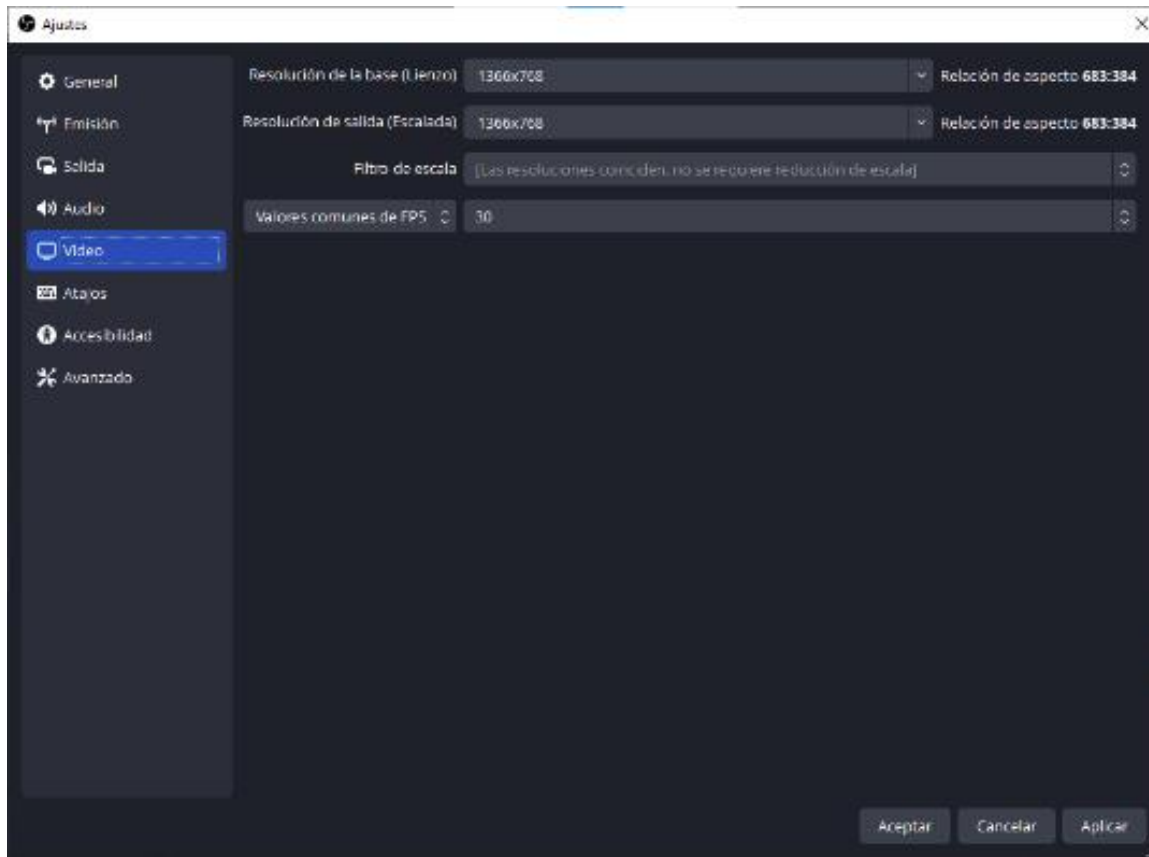 Ajustes
General
Emisión
Salida
Audio
Vídeo
Atajos
Accesibilidad
Avanzado
Resolución de la base (Lienzo) 1366x768 Relación de aspecto 683:384
Resolución de salida (Escalada) 1366x768 Relación de aspecto 683:384
Filtro de escala [Las resoluciones coinciden, no se requiere reducción de escala]
Valores comunes de FPS 30
Aceptar Cancelar Aplicar